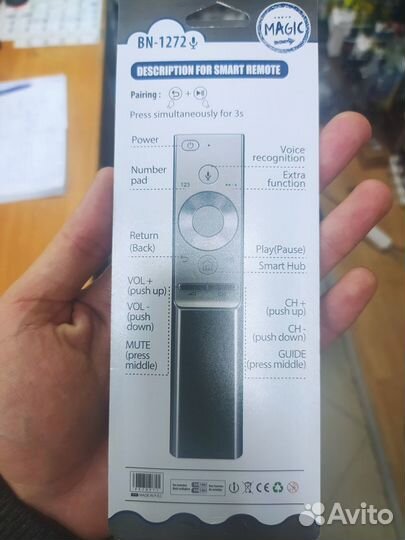 BN-1272
MAGIC
DESCRIPTION FOR SMART REMOTE
Pairing : +
Press simultaneously for 3s
Power
Voice
recognition
Number
pad
123
Extra
function
Return
(Back)
Play(Pause)
Smart Hub
VOL +
(push up)
VOL -
(push
down)
MUTE
(press
middle)
CH +
(push up)
CH -
(push down)
GUIDE
(press
middle)
CE
Avito